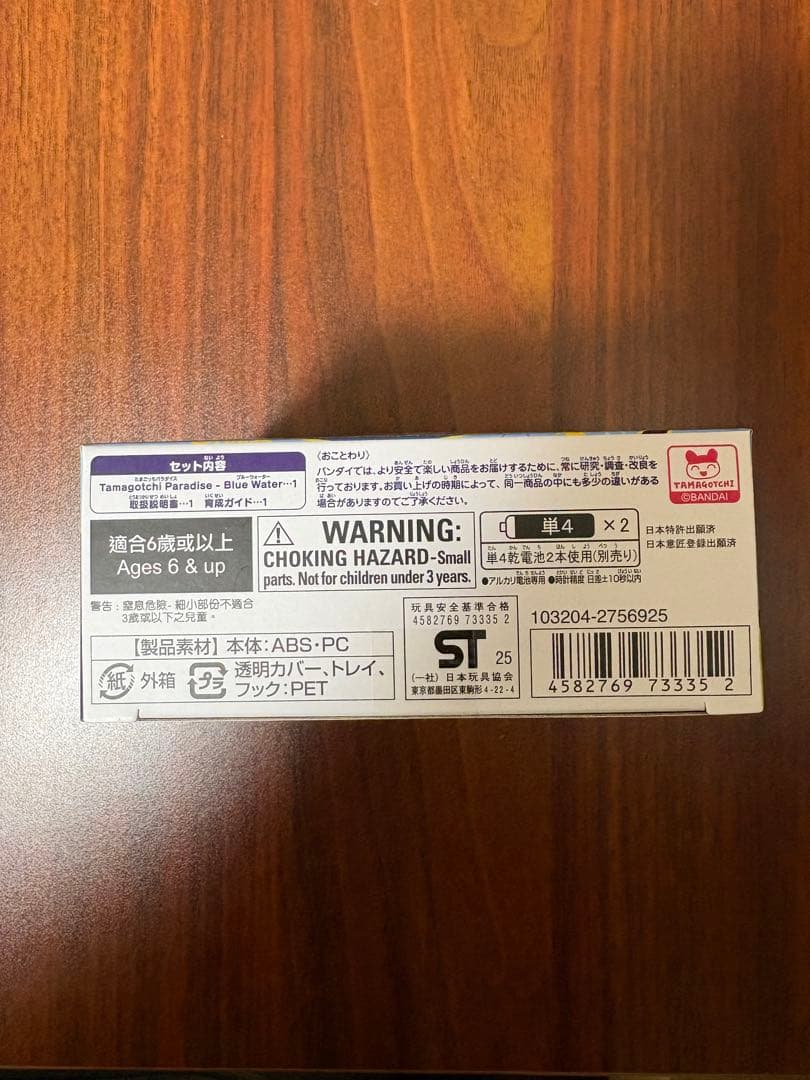 セット内容
Tamagotchi Paradise - Blue Water…1
取扱説明書…1 育成ガイド…1
〈おことわり〉
バンダイでは、より安全で楽しい商品をお届けするために、常に研究・調査・改良を
行っております。お買い上げの時期によって、同一商品の中にも多少の違いがある
場合がありますのでご了承ください。
TAMAGOTCHI
©BANDAI
適合6歲或以上
Ages 6 & up
WARNING:
CHOKING HAZARD-Small
parts. Not for children under 3 years.
単4 ×2
単4乾電池2本使用(別売り)
●アルカリ電池専用 ●時計精度 日差±10秒以内
日本特許出願済
日本意匠登録出願済
警告：窒息危險- 細小部份不適合
3歲或以下之兒童。
【製品素材】本体：ABS・PC
紙 外箱 プラ 透明カバー、トレイ、
フック：PET
玩具安全基準合格
4582769 73335 2
ST 25
(一社) 日本玩具協会
東京都墨田区東駒形4-22-4
103204-2756925
4582769 73335 2